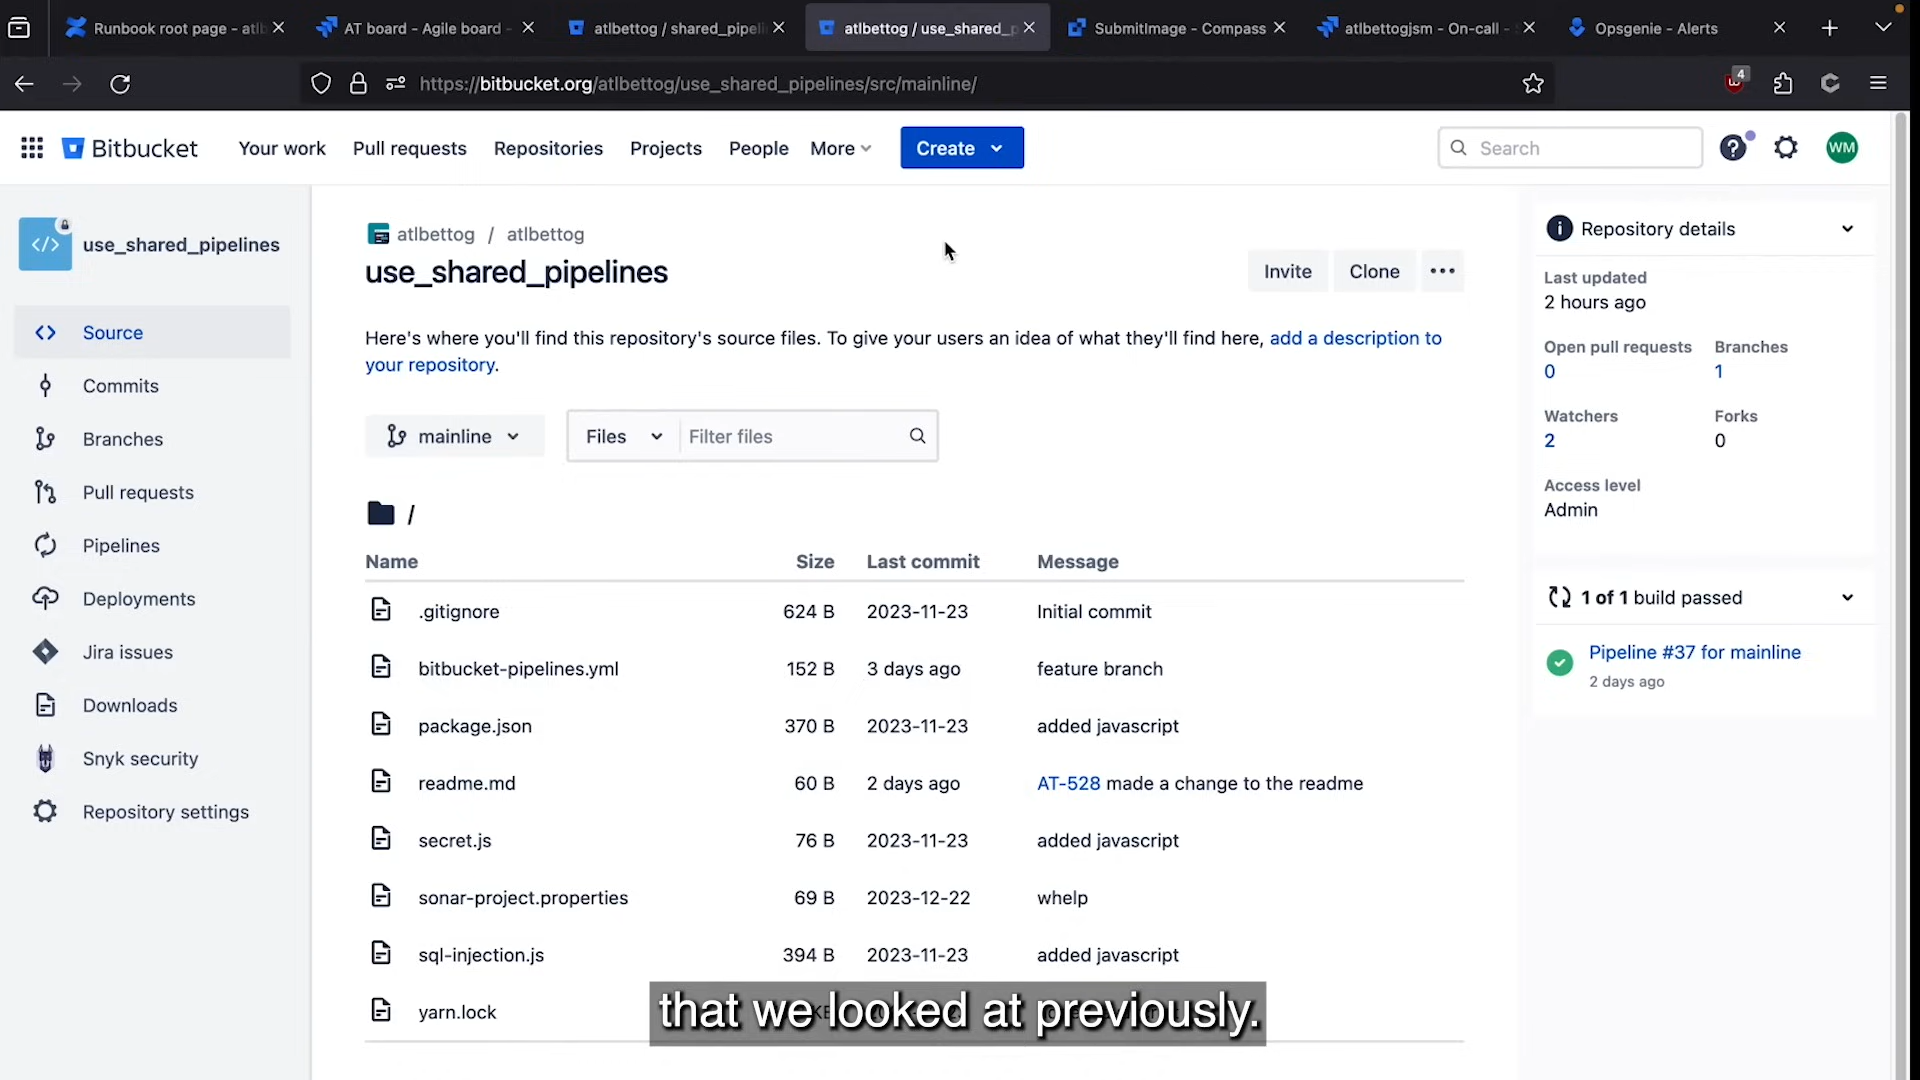 Runbook root page - atl
AT board - Agile board -
atlbettog / shared_pipeli
atlbettog / use_shared_p
SubmitImage - Compass
atlbettogjsm - On-call -
Opsgenie - Alerts
https://bitbucket.org/atlbettog/use_shared_pipelines/src/mainline/
4
Bitbucket
Your work
Pull requests
Repositories
Projects
People
More
Create
Search
WM
use_shared_pipelines
Source
Commits
Branches
Pull requests
Pipelines
Deployments
Jira issues
Downloads
Snyk security
Repository settings
atlbettog / atlbettog
use_shared_pipelines
Invite
Clone
Here's where you'll find this repository's source files. To give your users an idea of what they'll find here, add a description to
your repository.
mainline
Files
Filter files
/
Name Size Last commit Message
.gitignore 624 B 2023-11-23 Initial commit
bitbucket-pipelines.yml 152 B 3 days ago feature branch
package.json 370 B 2023-11-23 added javascript
readme.md 60 B 2 days ago AT-528 made a change to the readme
secret.js 76 B 2023-11-23 added javascript
sonar-project.properties 69 B 2023-12-22 whelp
sql-injection.js 394 B 2023-11-23 added javascript
yarn.lock
that we looked at previously.
Repository details
Last updated
2 hours ago
Open pull requests Branches
0 1
Watchers Forks
2 0
Access level
Admin
1 of 1 build passed
Pipeline #37 for mainline
2 days ago